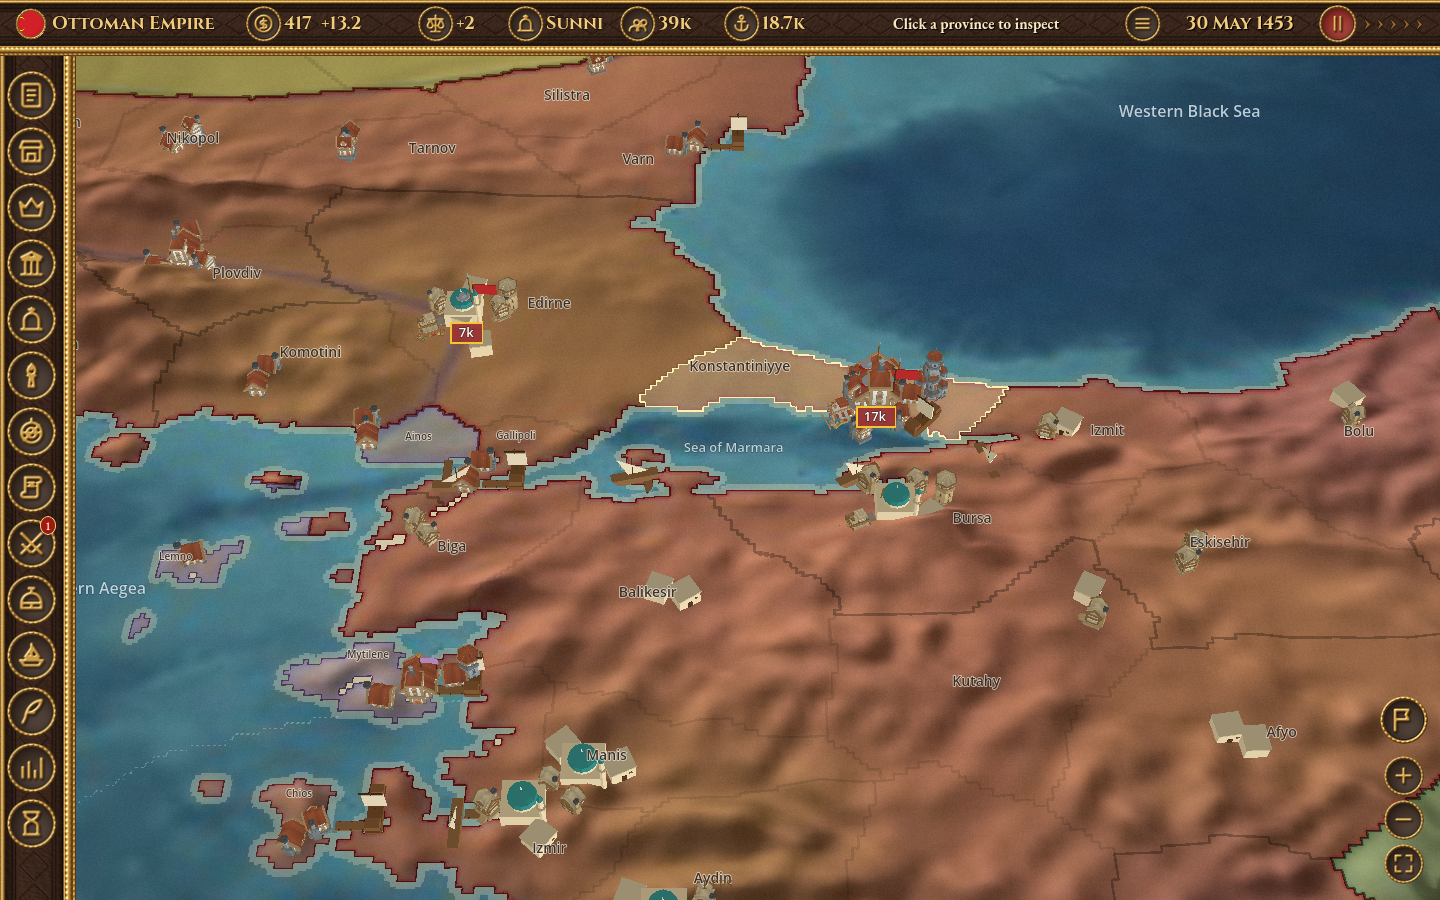 OTTOMAN EMPIRE 417 +13.2 +2 SUNNI 39K 18.7K Click a province to inspect 30 MAY 1453
Silistra
Western Black Sea
Nikopol
Tarnov
Varn
Plovdiv
Edirne
7k
Komotini
Konstantiniyye
17k
Ainos
Gallipoli
Sea of Marmara
Izmit
Bolu
Bursa
1
Biga
Eskisehir
Lemno
rn Aegea
Balikesir
Mytilene
Kutahy
Afyo
Manis
Chios
Izmir
Aydin